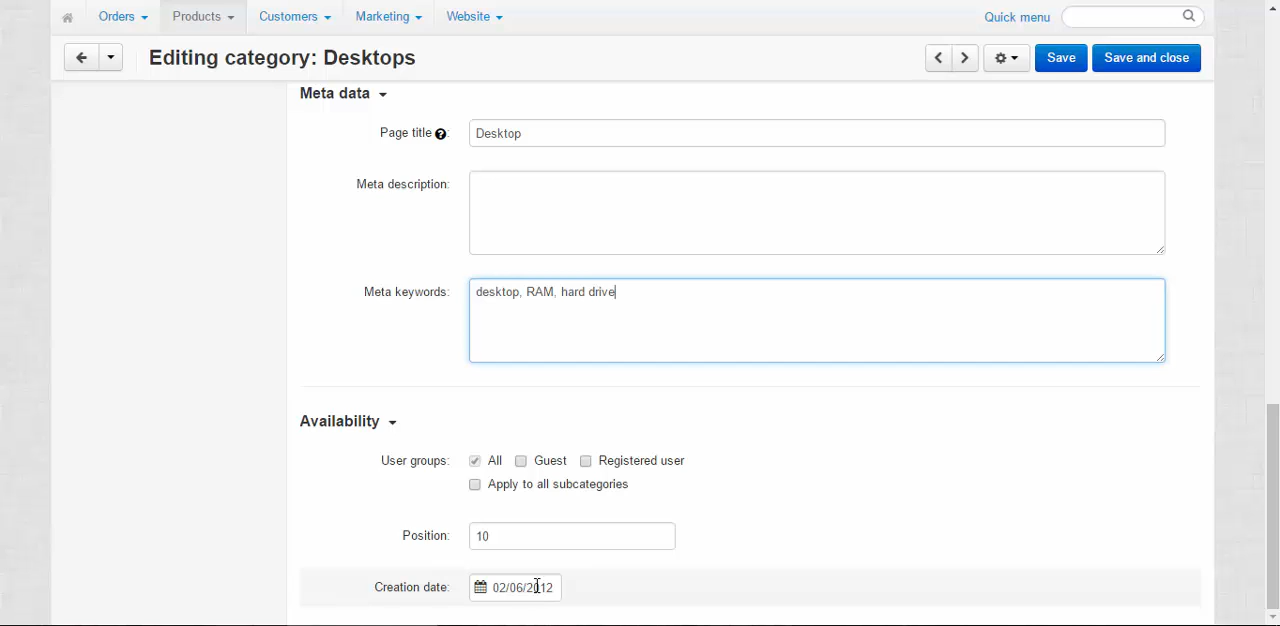 Orders Products Customers Marketing Website Quick menu
Editing category: Desktops Save Save and close
Meta data
Page title ?: Desktop
Meta description:
Meta keywords: desktop, RAM, hard drive
Availability
User groups: All Guest Registered user
Apply to all subcategories
Position: 10
Creation date: 02/06/2012